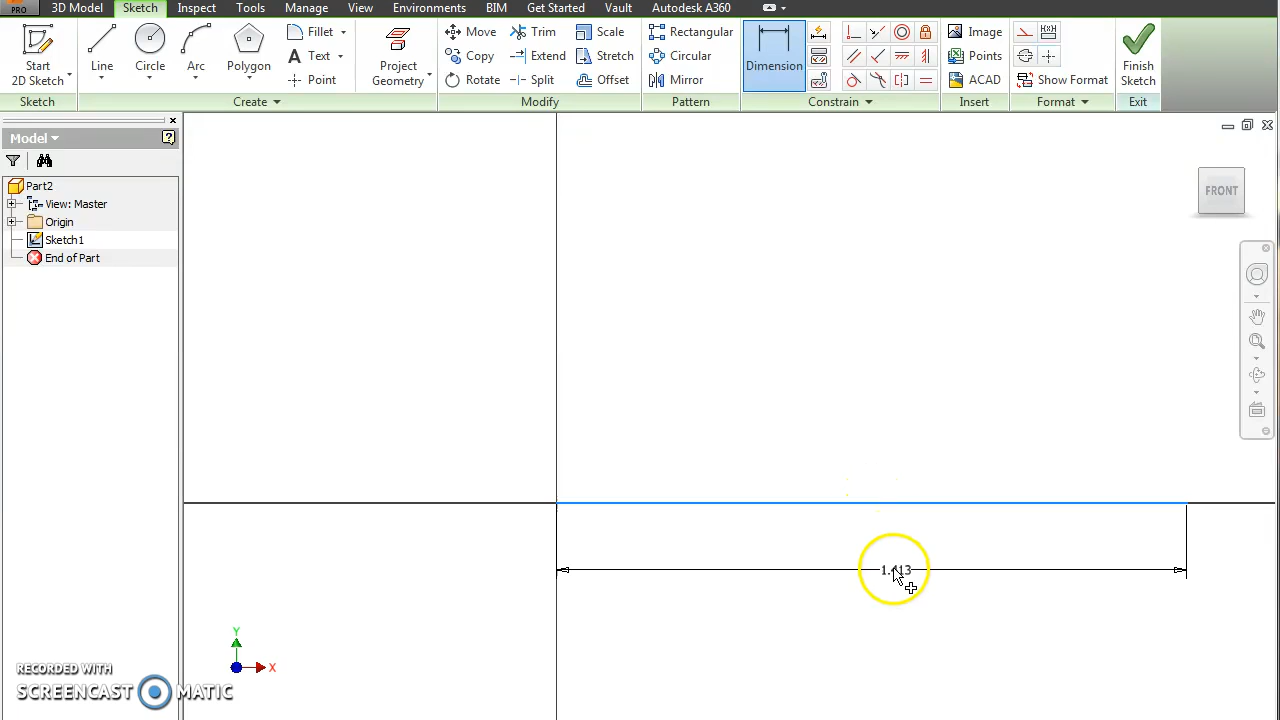 PRO
3D Model Sketch Inspect Tools Manage View Environments BIM Get Started Vault Autodesk A360
Start
2D Sketch
Line
Circle
Arc
Polygon
Fillet
Text
Point
Project
Geometry
Move
Copy
Rotate
Trim
Extend
Split
Scale
Stretch
Offset
Rectangular
Circular
Mirror
Dimension
Image
Points
ACAD
Show Format
Finish
Sketch
Sketch Create Modify Pattern Constrain Insert Format Exit
Model
Part2
View: Master
Origin
Sketch1
End of Part
FRONT
Y
X
RECORDED WITH
SCREENCAST MATIC